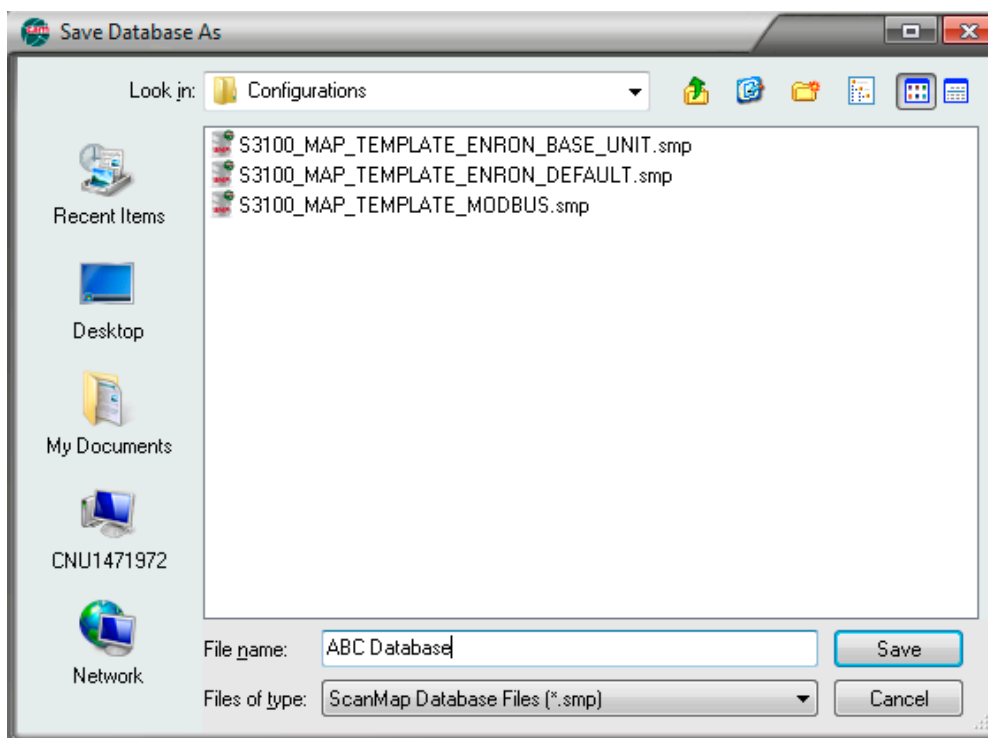 Save Database As
Look in: Configurations
S3100_MAP_TEMPLATE_ENRON_BASE_UNIT.smp
S3100_MAP_TEMPLATE_ENRON_DEFAULT.smp
S3100_MAP_TEMPLATE_MODBUS.smp
Recent Items
Desktop
My Documents
CNU1471972
Network
File name: ABC Database Save
Files of type: ScanMap Database Files (*.smp) Cancel